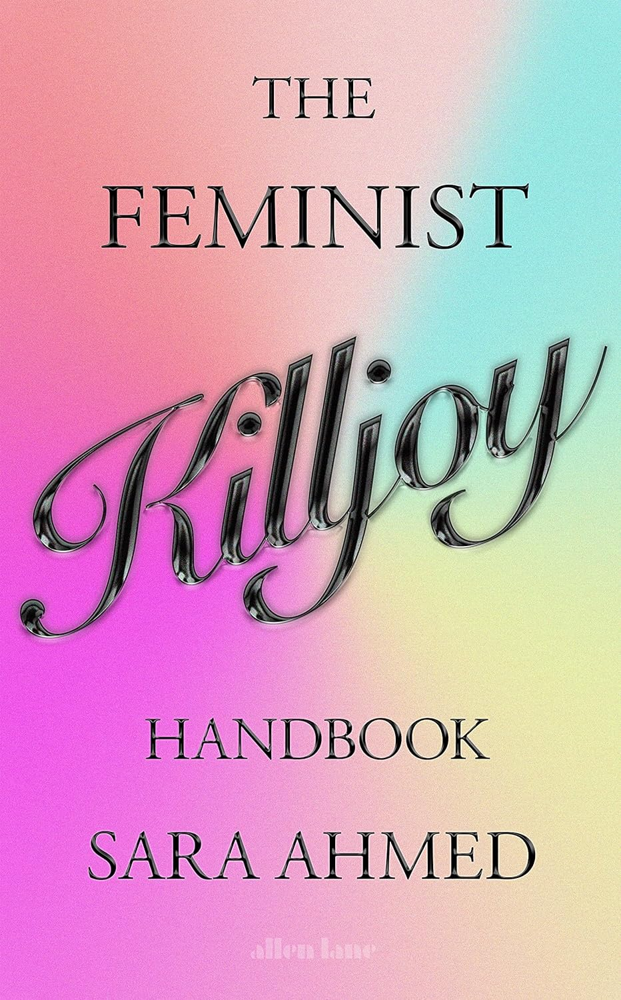 THE
FEMINIST
Killjoy
HANDBOOK
SARA AHMED
allen lane